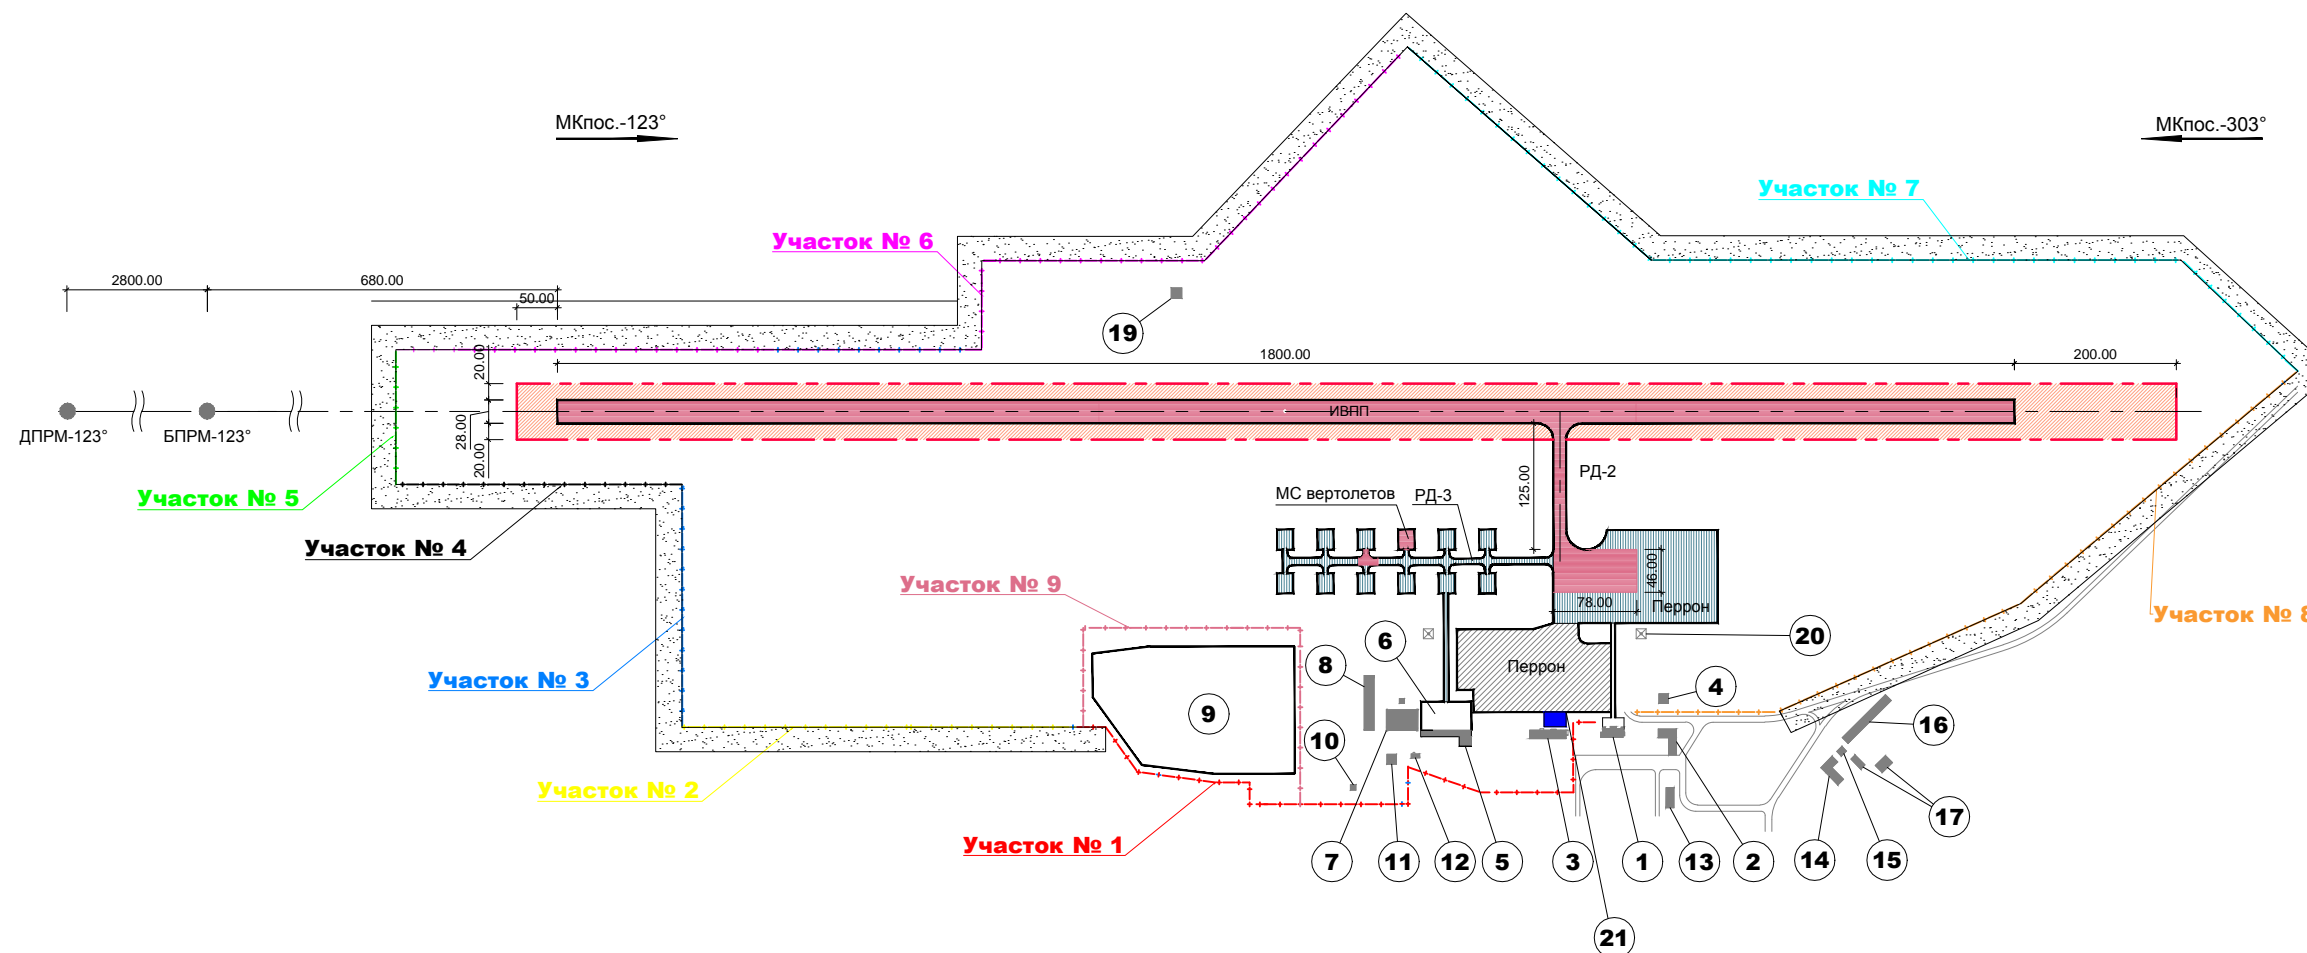 МКпос.-123°
МКпос.-303°
Участок № 7
Участок № 6
2800.00
680.00
50.00
19
1800.00
200.00
20.00
ИВПП
ДПРМ-123°
БПРМ-123°
28.00
20.00
125.00
РД-2
Участок № 5
МС вертолетов
РД-3
Участок № 4
46.00
Участок № 9
78.00
Перрон
Участок № 8
6
20
8
Перрон
Участок № 3
4
9
16
10
Участок № 2
17
Участок № 1
7
11
12
5
3
1
13
2
14
15
21